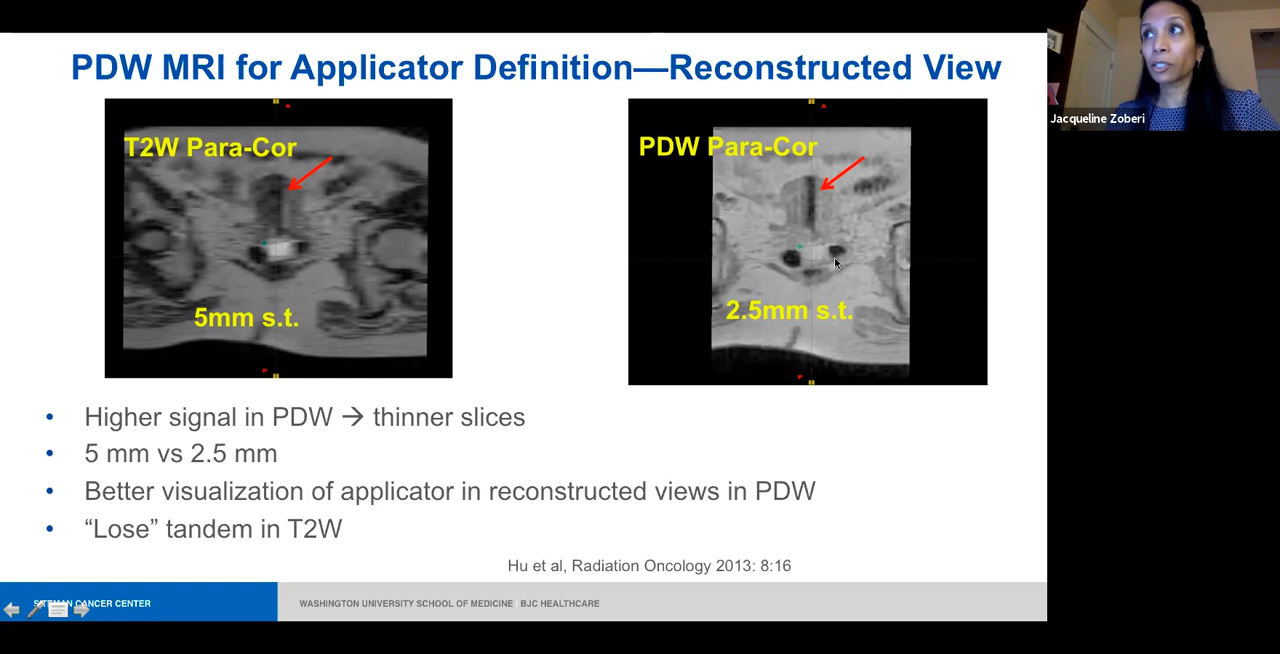 PDW MRI for Applicator Definition—Reconstructed View
Jacqueline Zoberi
T2W Para-Cor
5mm s.t.
PDW Para-Cor
2.5mm s.t.
• Higher signal in PDW → thinner slices
• 5 mm vs 2.5 mm
• Better visualization of applicator in reconstructed views in PDW
• “Lose” tandem in T2W
Hu et al, Radiation Oncology 2013: 8:16
SITEMAN CANCER CENTER
WASHINGTON UNIVERSITY SCHOOL OF MEDICINE | BJC HEALTHCARE